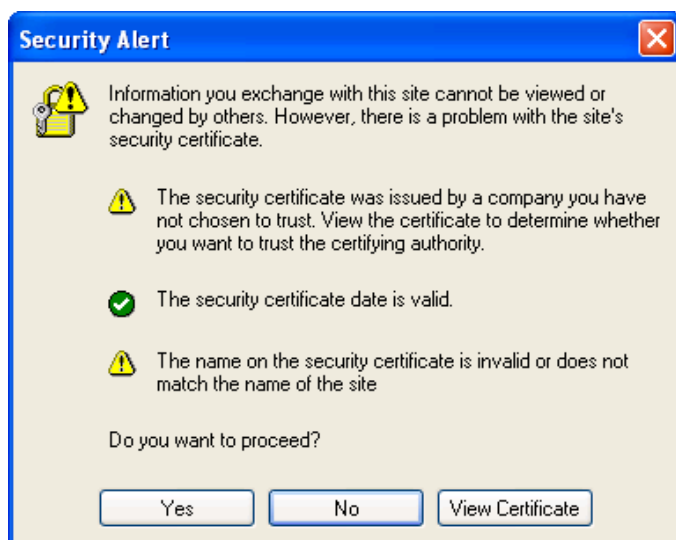 Security Alert
Information you exchange with this site cannot be viewed or
changed by others. However, there is a problem with the site's
security certificate.
The security certificate was issued by a company you have
not chosen to trust. View the certificate to determine whether
you want to trust the certifying authority.
The security certificate date is valid.
The name on the security certificate is invalid or does not
match the name of the site
Do you want to proceed?
Yes No View Certificate